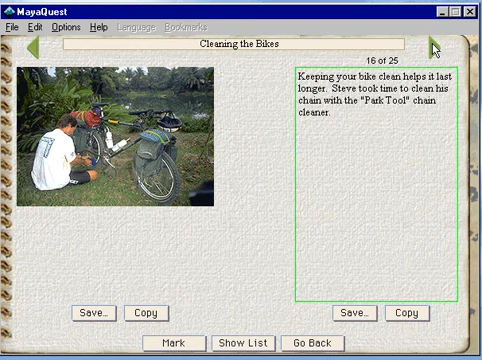 MayaQuest
File Edit Options Help Language Bookmarks
Cleaning the Bikes
16 of 25
Keeping your bike clean helps it last
longer. Steve took time to clean his
chain with the "Park Tool" chain
cleaner.
Save... Copy
Save... Copy
Mark Show List Go Back